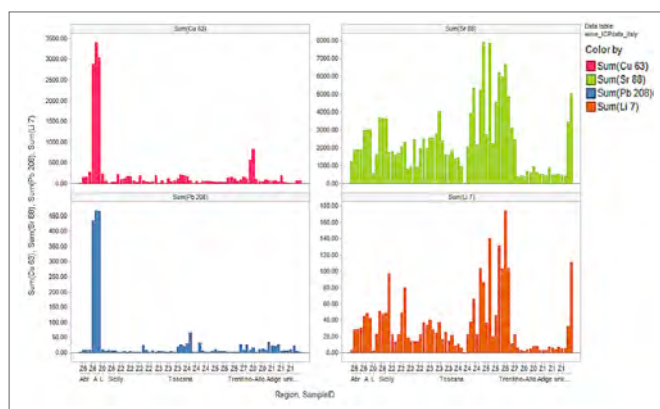 Sum(Cu 63)
Sum(Sr 88)
3500.00
3000.00
2500.00
2000.00
1500.00
1000.00
500.00
0.00
8000.00
7000.00
6000.00
5000.00
4000.00
3000.00
2000.00
1000.00
0.00
Sum(Pb 208)
Sum(Li 7)
450.00
400.00
350.00
300.00
250.00
200.00
150.00
100.00
50.00
0.00
180.00
160.00
140.00
120.00
100.00
80.00
60.00
40.00
20.00
0.00
Sum(Cu 63), Sum(Sr 88), Sum(Pb 208), Sum(Li 7)
Abr A L Sicily Toscana Trentino-Alto Adige
Abr A L Sicily Toscana Trentino-Alto Adige
Region, SampleID
Data table:
wine_ICPdata_italy
Color by
Sum(Cu 63)
Sum(Sr 88)
Sum(Pb 208)
Sum(Li 7)